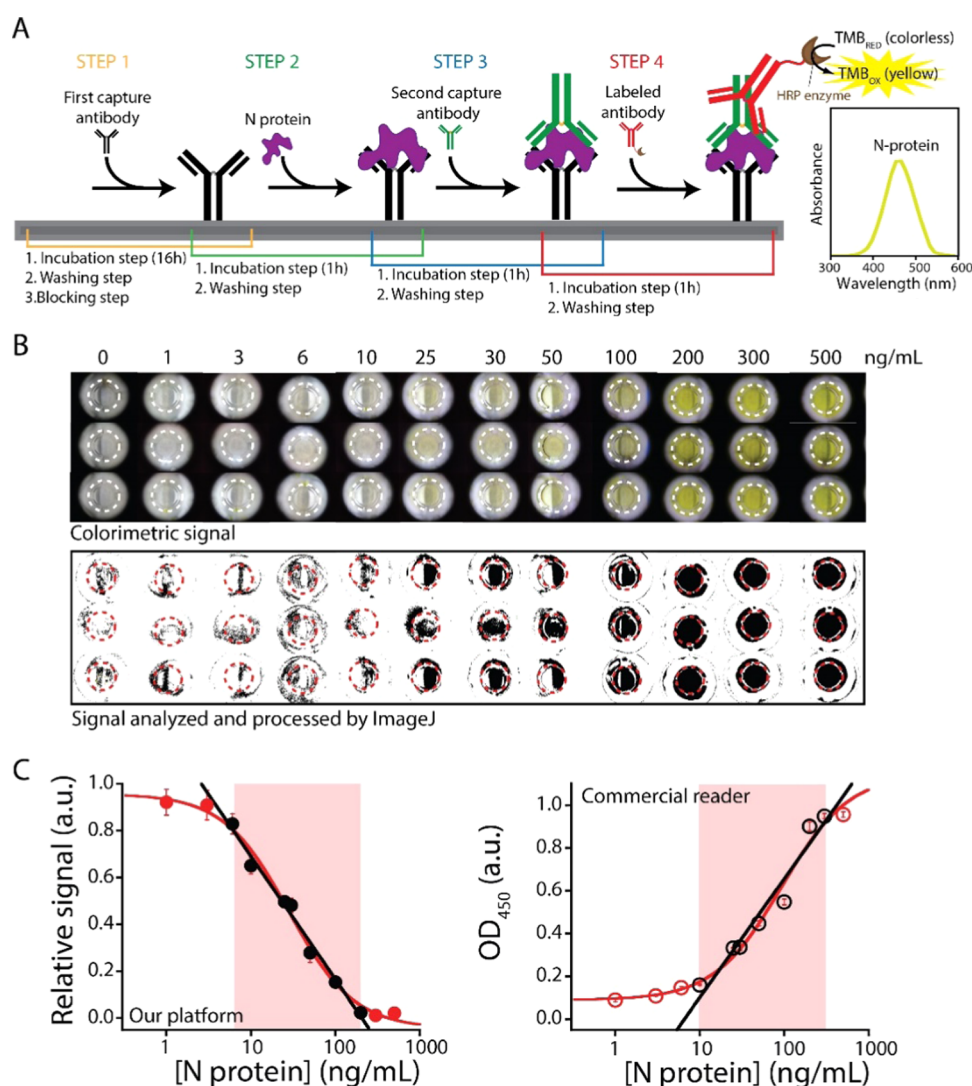 A
STEP 1
STEP 2
STEP 3
STEP 4
First capture
antibody
N protein
Second capture
antibody
Labeled
antibody
TMBRED (colorless)
TMBOX (yellow)
HRP enzyme
1. Incubation step (16h)
2. Washing step
3.Blocking step
1. Incubation step (1h)
2. Washing step
1. Incubation step (1h)
2. Washing step
1. Incubation step (1h)
2. Washing step
Absorbance
N-protein
300 400 500 600
Wavelength (nm)
B
0 1 3 6 10 25 30 50 100 200 300 500 ng/mL
Colorimetric signal
Signal analyzed and processed by ImageJ
C
Relative signal (a.u.)
1.0
0.8
0.6
0.4
0.2
0.0
Our platform
1 10 100 1000
[N protein] (ng/mL)
OD450 (a.u.)
Commercial reader
1.0
0.8
0.6
0.4
0.2
0.0
1 10 100 1000
[N protein] (ng/mL)